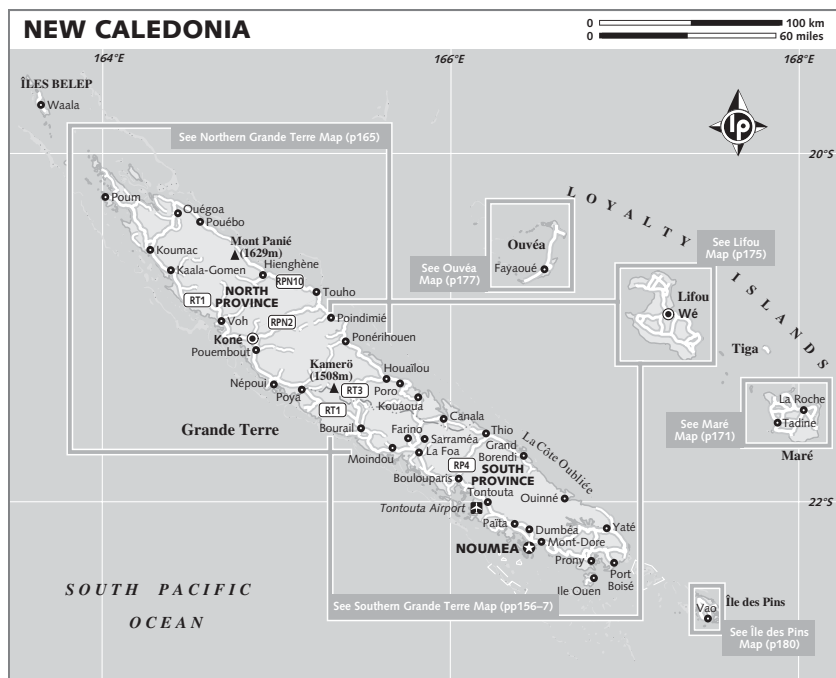 NEW CALEDONIA
0 100 km
0 60 miles
164°E
166°E
168°E
ÎLES BELEP
Waala
See Northern Grande Terre Map (p165)
lp
20°S
Poum
Ouégoa
Pouébo
LOYALTY ISLANDS
Mont Panié
(1629m)
Koumac
Kaala-Gomen
Hienghène
Ouvéa
Fayaoué
See Ouvéa
Map (p177)
See Lifou
Map (p175)
RPN10
NORTH
PROVINCE
RT1
Touho
Lifou
Wé
Voh
RPN2
Poindimié
Koné
Pouembout
Ponérihouen
Tiga
Kamerö
(1508m)
Houaïlou
Népoui
Poya
RT3
Poro
Kouaoua
La Roche
Tadine
See Maré
Map (p171)
Maré
RT1
Canala
Grande Terre
Bourail
Farino
Sarraméa
Thio
La Côte Oubliée
Moindou
La Foa
Grand
Borendi
RP4
SOUTH
PROVINCE
Boulouparis
Tontouta
Ouinné
22°S
Tontouta Airport
Païta
Dumbéa
Yaté
NOUMEA
Mont-Dore
Prony
Port
Boisé
Ile Ouen
SOUTH PACIFIC
OCEAN
See Southern Grande Terre Map (pp156–7)
Île des Pins
Vao
See Île des Pins
Map (p180)